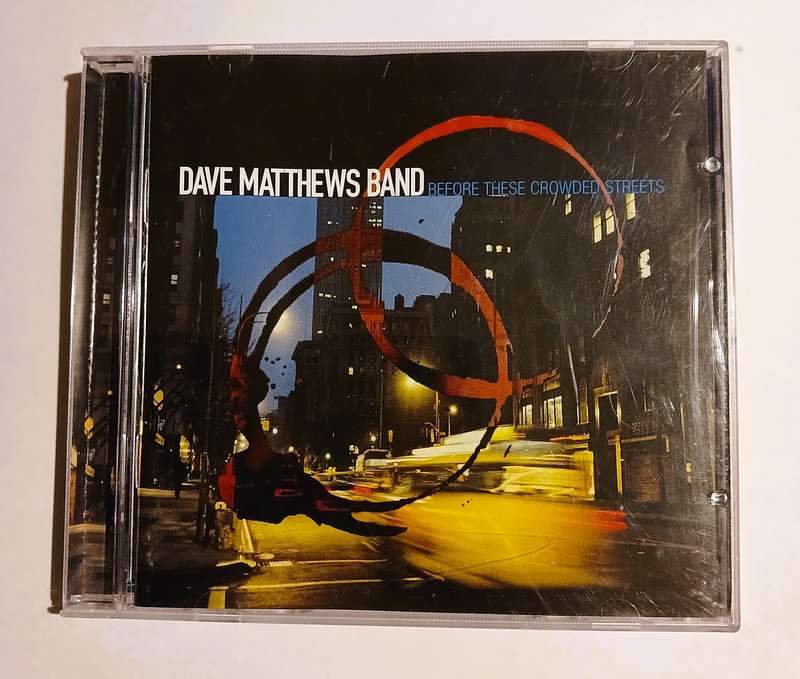 DAVE MATTHEWS BAND BEFORE THESE CROWDED STREETS